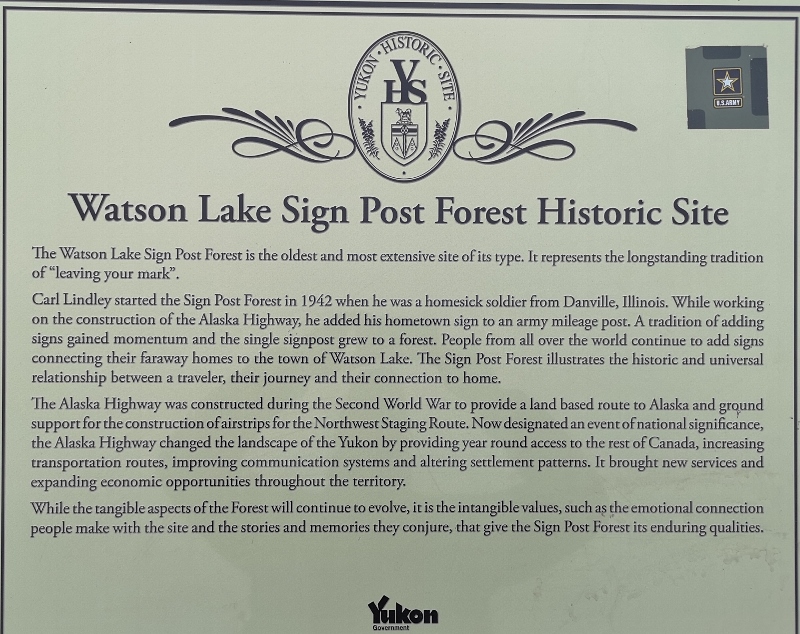 YUKON · HISTORIC · SITE
YHS
U.S. ARMY
Watson Lake Sign Post Forest Historic Site
The Watson Lake Sign Post Forest is the oldest and most extensive site of its type. It represents the longstanding tradition
of “leaving your mark”.
Carl Lindley started the Sign Post Forest in 1942 when he was a homesick soldier from Danville, Illinois. While working
on the construction of the Alaska Highway, he added his hometown sign to an army mileage post. A tradition of adding
signs gained momentum and the single signpost grew to a forest. People from all over the world continue to add signs
connecting their faraway homes to the town of Watson Lake. The Sign Post Forest illustrates the historic and universal
relationship between a traveler, their journey and their connection to home.
The Alaska Highway was constructed during the Second World War to provide a land based route to Alaska and ground
support for the construction of airstrips for the Northwest Staging Route. Now designated an event of national significance,
the Alaska Highway changed the landscape of the Yukon by providing year round access to the rest of Canada, increasing
transportation routes, improving communication systems and altering settlement patterns. It brought new services and
expanding economic opportunities throughout the territory.
While the tangible aspects of the Forest will continue to evolve, it is the intangible values, such as the emotional connection
people make with the site and the stories and memories they conjure, that give the Sign Post Forest its enduring qualities.
Yukon
Government